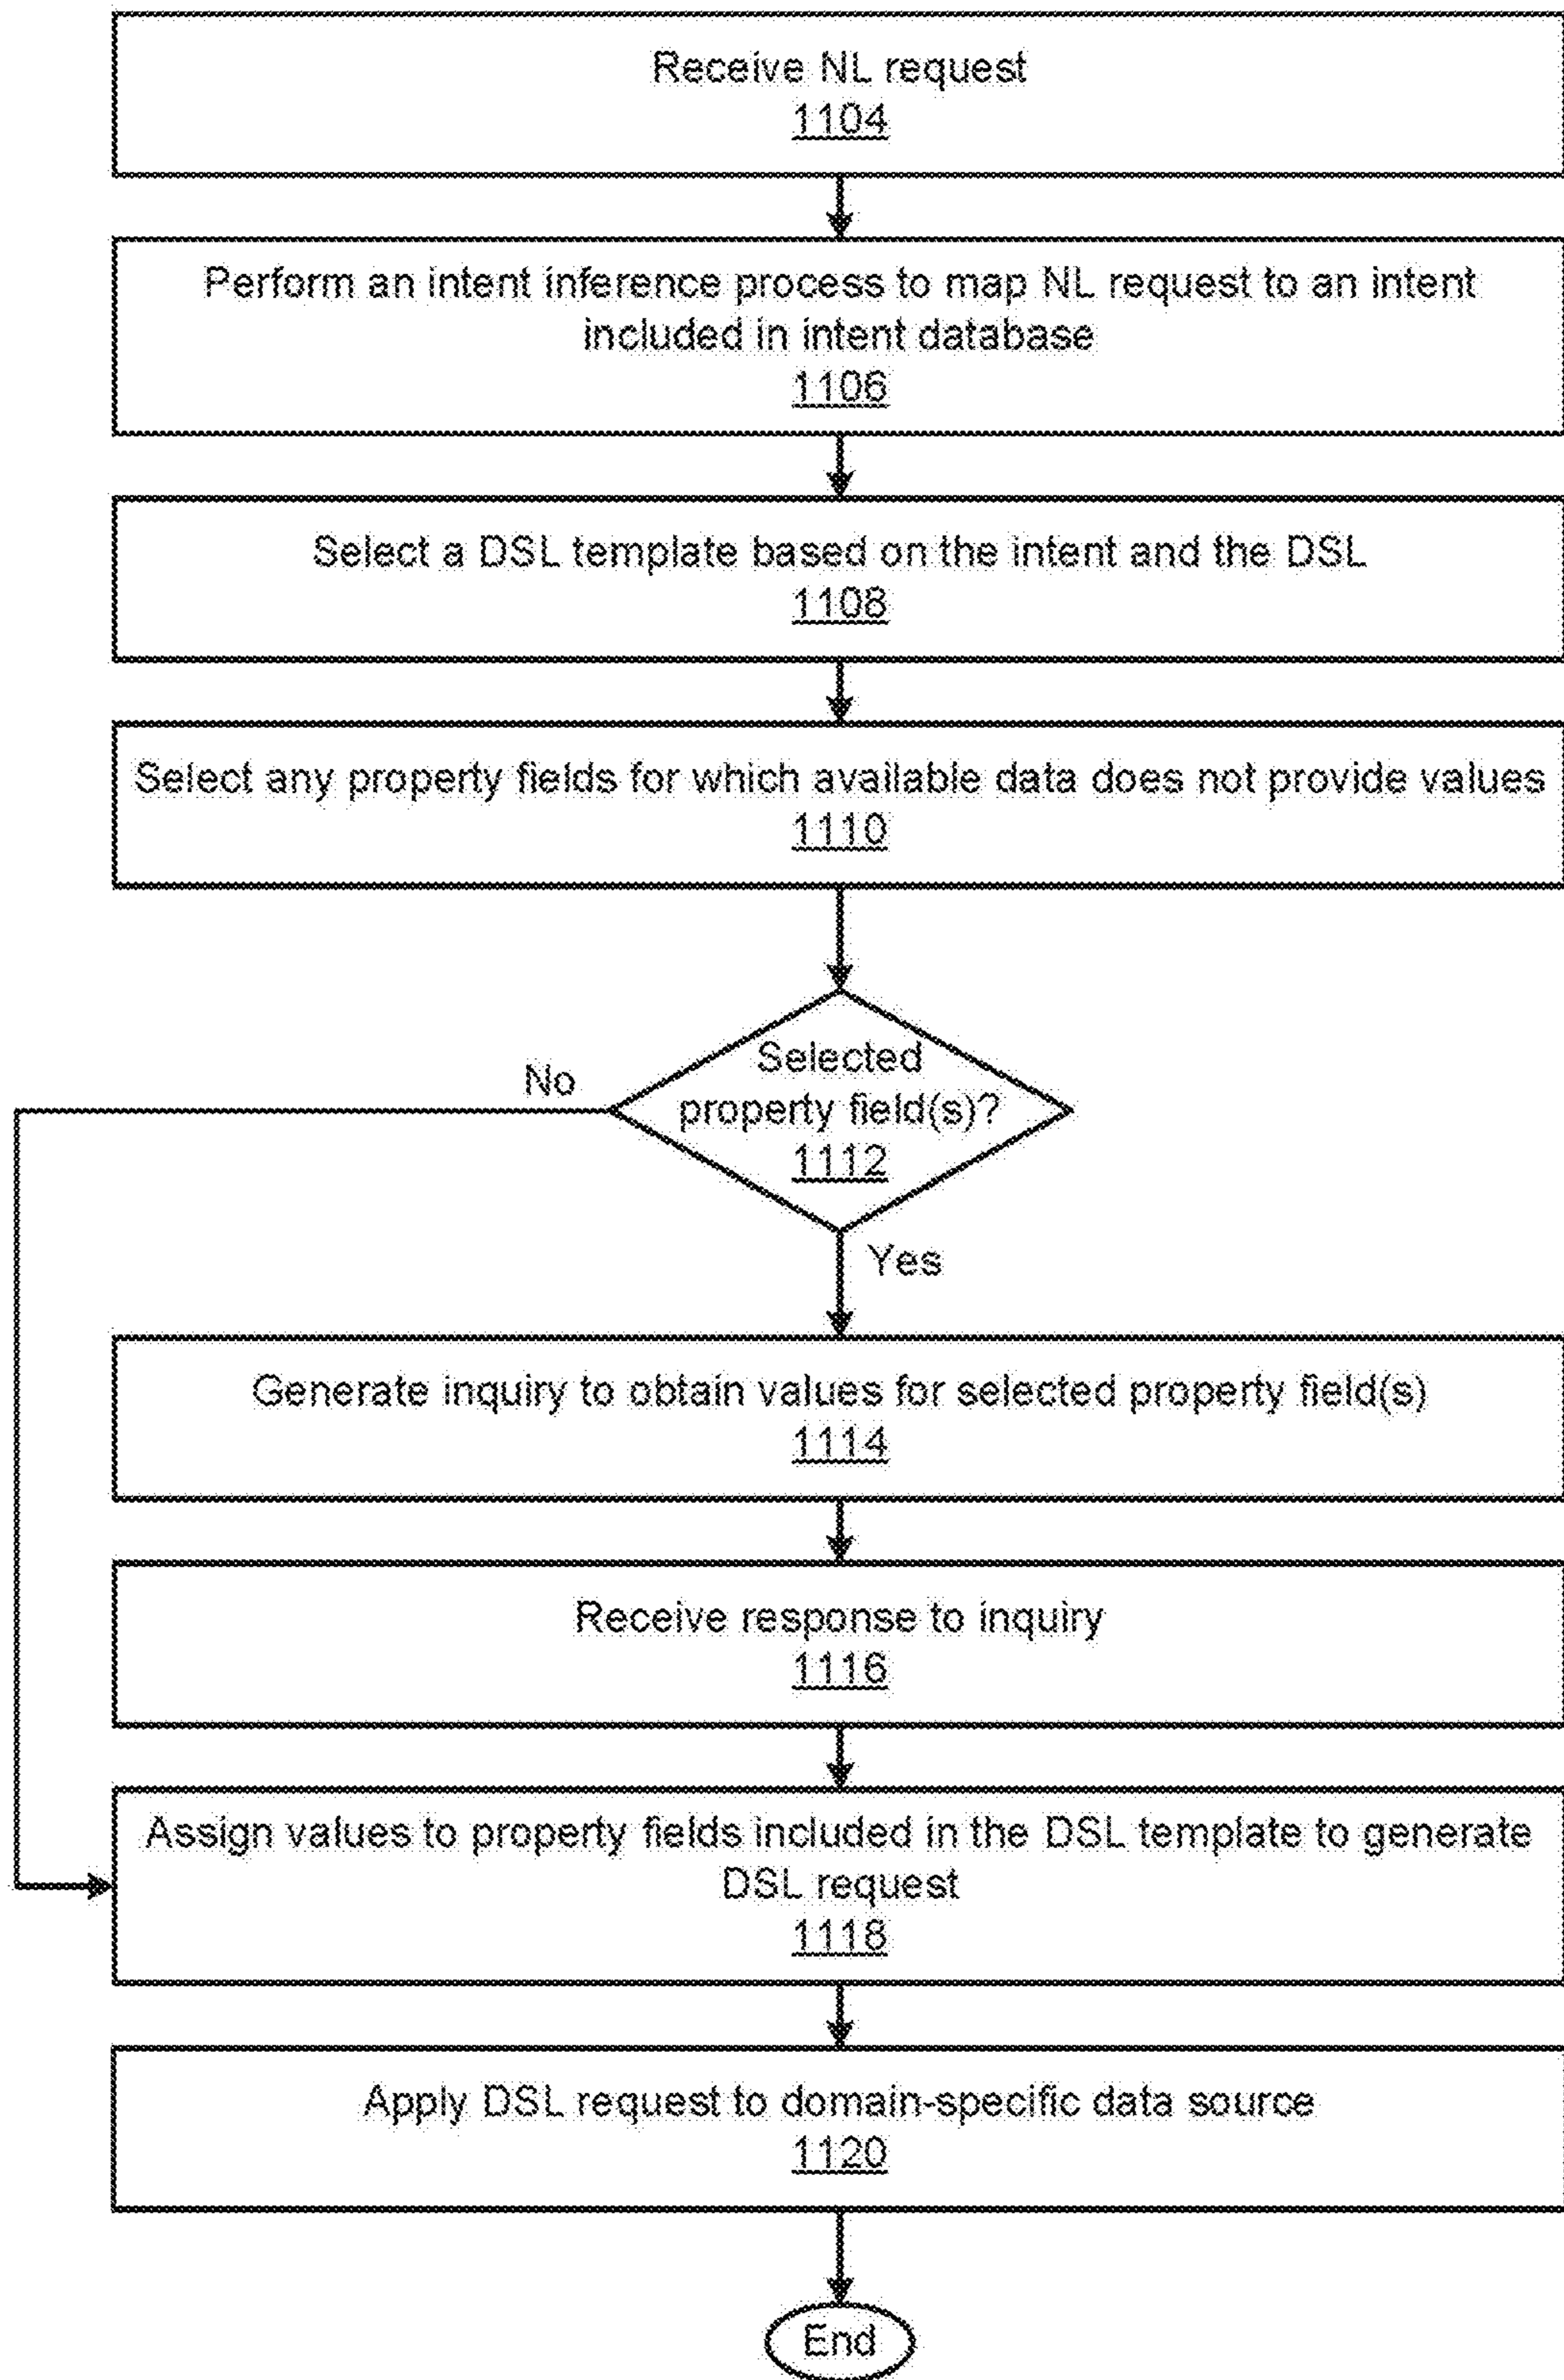 Receive NL request
1104
Perform an intent inference process to map NL request to an intent
included in intent database
1106
Select a DSL template based on the intent and the DSL
1108
Select any property fields for which available data does not provide values
1110
Selected
property field(s)?
1112
No
Yes
Generate inquiry to obtain values for selected property field(s)
1114
Receive response to inquiry
1116
Assign values to property fields included in the DSL template to generate
DSL request
1118
Apply DSL request to domain-specific data source
1120
End